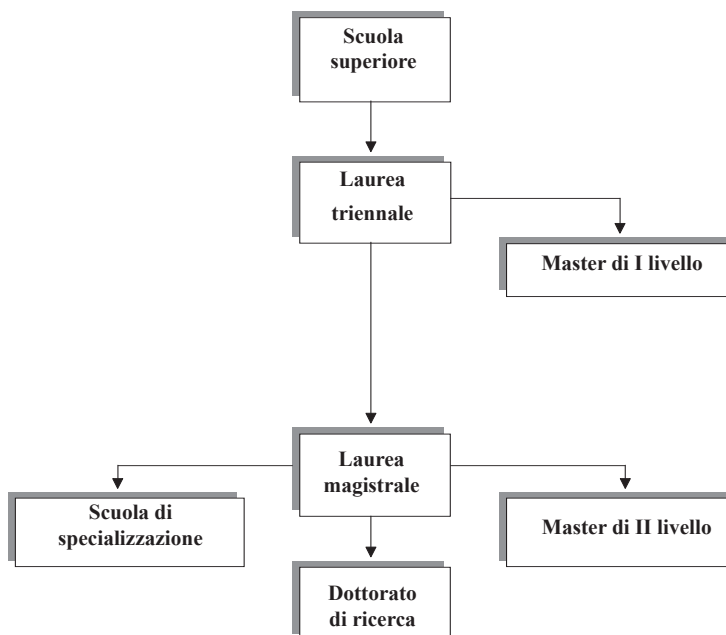 Scuola
superiore
Laurea
triennale
Master di I livello
Laurea
magistrale
Scuola di
specializzazione
Master di II livello
Dottorato
di ricerca